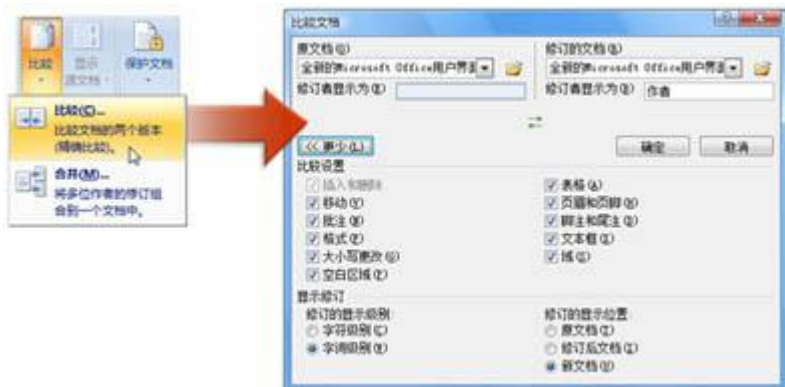 比较
显示
源文档
保护文档
比较(C)...
比较文档的两个版本
(精确比较)。
合并(M)...
将多位作者的修订组
合到一个文档中。
比较文档
原文档(O)
全新的Microsoft Office用户界面
修订者显示为(E)
修订的文档(R)
全新的Microsoft Office用户界面
修订者显示为(B) 作者
<< 更少(L)
确定
取消
比较设置
插入和删除
移动(V)
批注(N)
格式(F)
大小写更改(G)
空白区域(P)
表格(A)
页眉和页脚(H)
脚注和尾注(D)
文本框(X)
域(S)
显示修订
修订的显示级别:
字符级别(C)
字词级别(W)
修订的显示位置:
原文档(T)
修订后文档(I)
新文档(U)